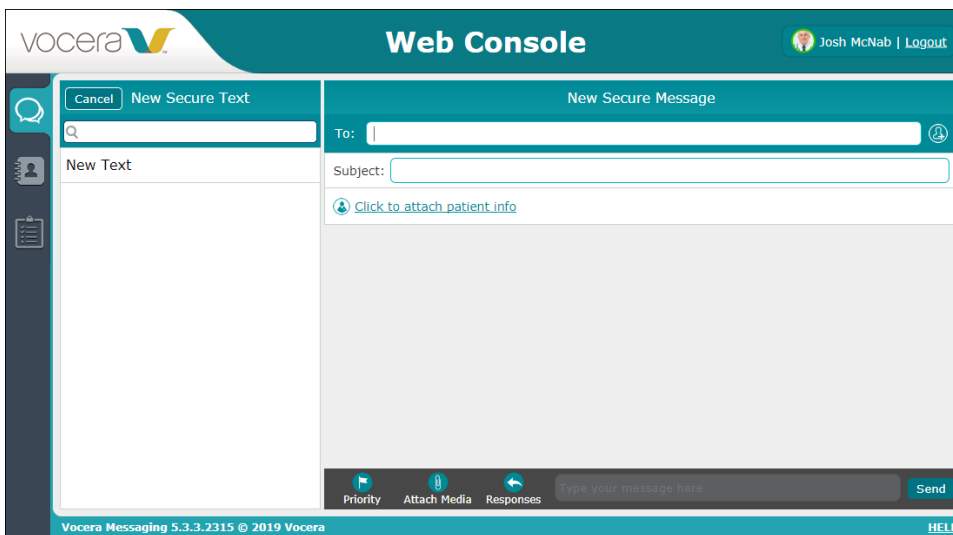 vocera
Web Console
Josh McNab | Logout
Cancel New Secure Text
New Secure Message
To:
New Text
Subject:
Click to attach patient info
Priority Attach Media Responses
Type your message here
Send
Vocera Messaging 5.3.3.2315 © 2019 Vocera
HELP